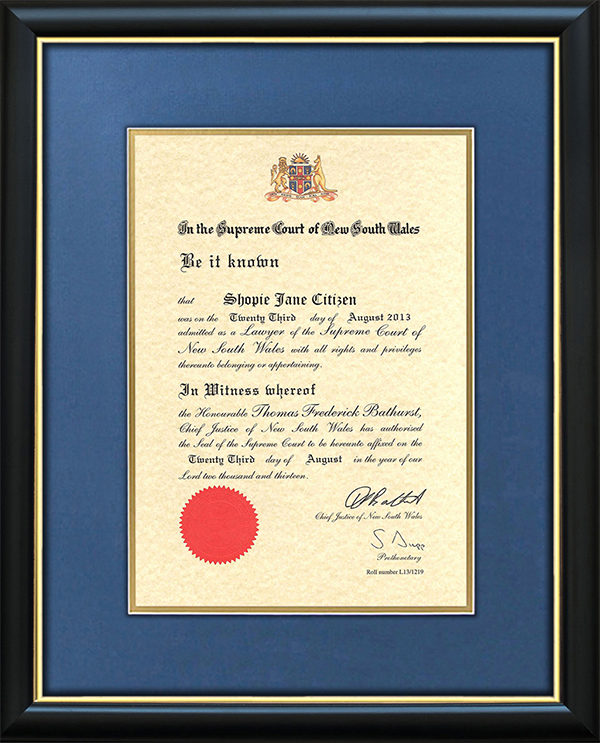 In the Supreme Court of New South Wales
Be it known
that Shopie Jane Citizen
was on the Twenty Third day of August 2013
admitted as a Lawyer of the Supreme Court of
New South Wales with all rights and privileges
thereunto belonging or appertaining.
In Witness whereof
the Honourable Thomas Frederick Bathurst,
Chief Justice of New South Wales has authorised
the Seal of the Supreme Court to be hereunto affixed on the
Twenty Third day of August in the year of our
Lord two thousand and thirteen.
Chief Justice of New South Wales
Prothonotary
Roll number L13/1219